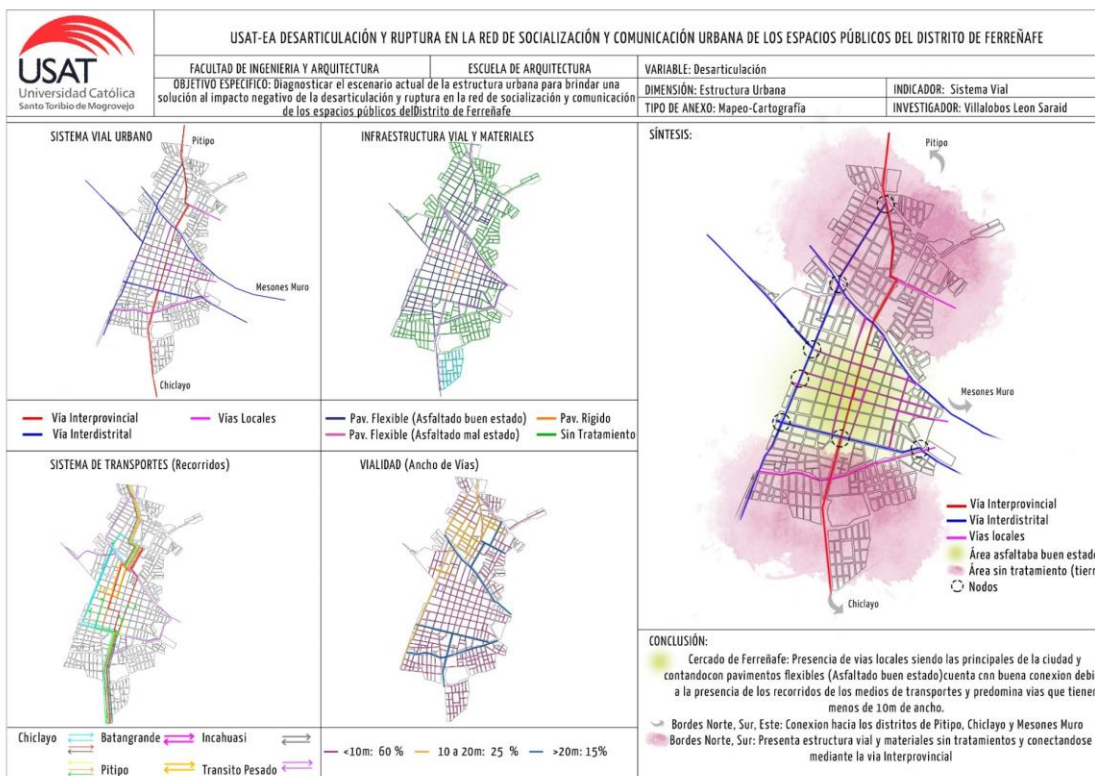 USAT
Universidad Católica
Santo Toribio de Mogrovejo
USAT-EA DESARTICULACIÓN Y RUPTURA EN LA RED DE SOCIALIZACIÓN Y COMUNICACIÓN URBANA DE LOS ESPACIOS PÚBLICOS DEL DISTRITO DE FERREÑAFE
FACULTAD DE INGENIERIA Y ARQUITECTURA
ESCUELA DE ARQUITECTURA
OBJETIVO ESPECIFICO: Diagnosticar el escenario actual de la estructura urbana para brindar una
solución al impacto negativo de la desarticulación y ruptura en la red de socialización y comunicación
de los espacios públicos delDistrito de Ferreñafe
VARIABLE: Desarticulación
DIMENSIÓN: Estructura Urbana
INDICADOR: Sistema Vial
TIPO DE ANEXO: Mapeo-Cartografía
INVESTIGADOR: Villalobos Leon Saraid
SISTEMA VIAL URBANO
Pitipo
Mesones Muro
Chiclayo
Vía Interprovincial
Vías Locales
Vía Interdistrital
INFRAESTRUCTURA VIAL Y MATERIALES
Pav. Flexible (Asfaltado buen estado)
Pav. Rígido
Pav. Flexible (Asfaltado mal estado)
Sin Tratamiento
SISTEMA DE TRANSPORTES (Recorridos)
Chiclayo
Batangrande
Incahuasi
Pitipo
Transito Pesado
VIALIDAD (Ancho de Vías)
<10m: 60 %
10 a 20m: 25 %
>20m: 15%
SÍNTESIS:
Pitipo
Mesones Muro
Chiclayo
Vía Interprovincial
Vía Interdistrital
Vías locales
Área asfaltaba buen estado
Área sin tratamiento (tierr
Nodos
CONCLUSIÓN:
Cercado de Ferreñafe: Presencia de vias locales siendo las principales de la ciudad y
contandocon pavimentos flexibles (Asfaltado buen estado)cuenta cnn buena conexion debi
a la presencia de los recorridos de los medios de transportes y predomina vias que tiener
menos de 10m de ancho.
Bordes Norte, Sur, Este: Conexion hacia los distritos de Pitipo, Chiclayo y Mesones Muro
Bordes Norte, Sur: Presenta estructura vial y materiales sin tratamientos y conectandose
mediante la via Interprovincial